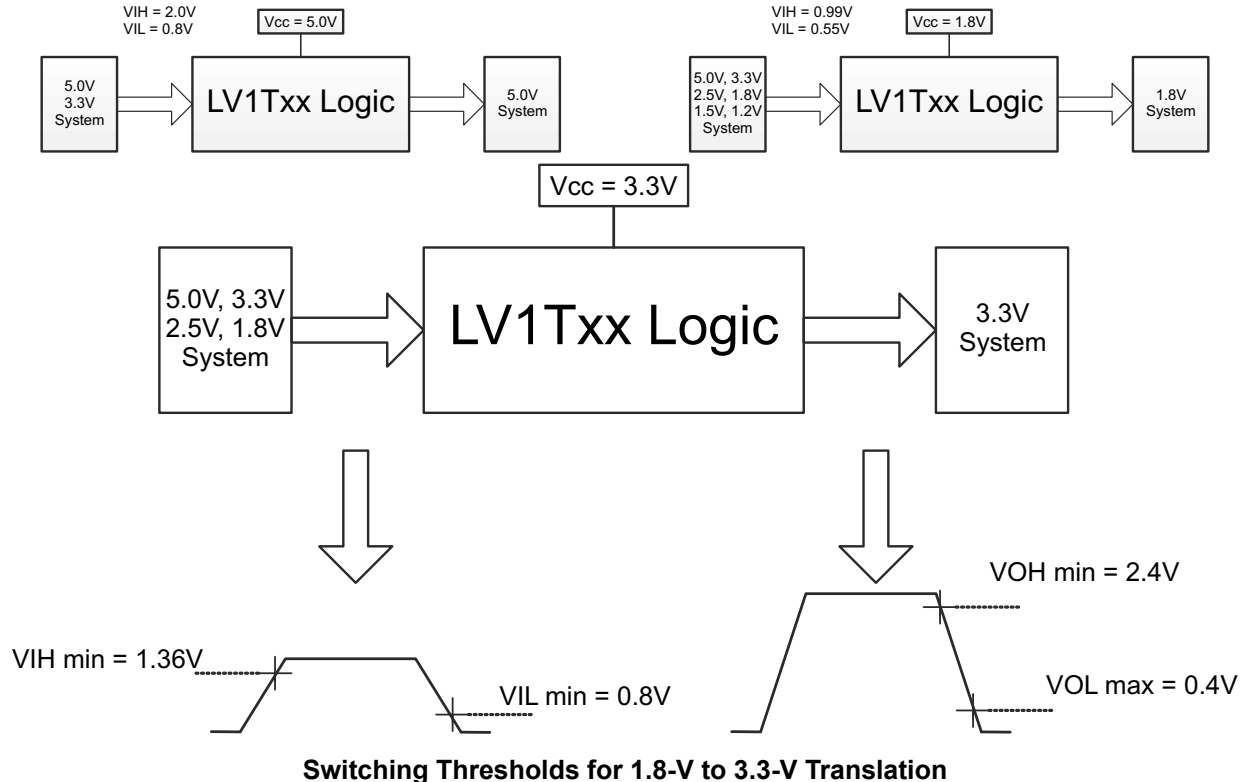 VIH = 2.0V
VIL = 0.8V
Vcc = 5.0V
5.0V
3.3V
System
LV1Txx Logic
5.0V
System
VIH = 0.99V
VIL = 0.55V
Vcc = 1.8V
5.0V, 3.3V
2.5V, 1.8V
1.5V, 1.2V
System
LV1Txx Logic
1.8V
System
Vcc = 3.3V
5.0V, 3.3V
2.5V, 1.8V
System
LV1Txx Logic
3.3V
System
VIH min = 1.36V
VIL min = 0.8V
VOH min = 2.4V
VOL max = 0.4V
Switching Thresholds for 1.8-V to 3.3-V Translation